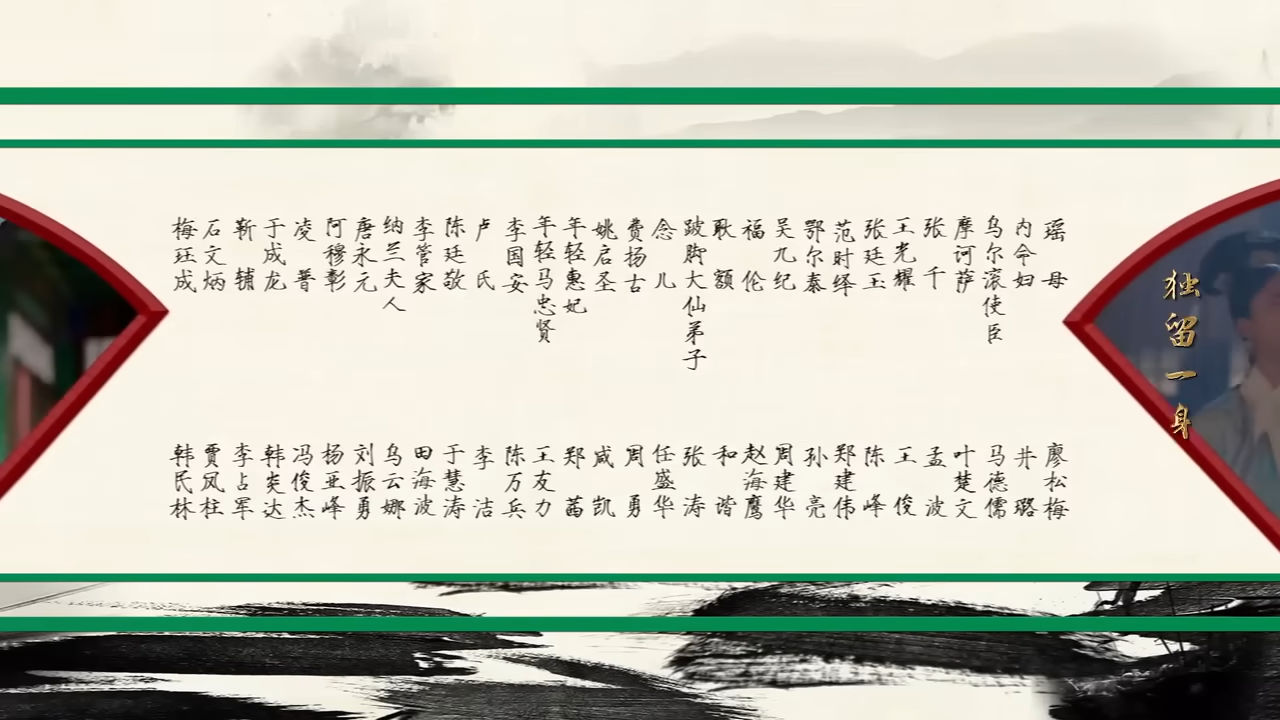 独留一身
瑶母
内命妇
乌尔滚使臣
摩诃萨
张千
王光耀
张廷玉
范时绎
鄂尔泰
吴九纪
福伦
耿额
跛脚大仙弟子
念儿
费扬古
姚启圣
年轻惠妃
年轻马忠贤
李国安
卢氏
陈廷敬
李管家
纳兰夫人
唐永元
阿穆彰
凌普
于成龙
靳辅
石文炳
梅珏成
廖松梅
井璐
马德儒
叶楚文
孟波
王俊
陈峰
郑建伟
孙亮
周建华
赵海鹰
和谐
张涛
任盛华
周勇
咸凯
郑茜
王友力
陈万兵
李洁
于慧涛
田海波
乌云娜
刘振勇
杨亚峰
冯俊杰
韩奕达
李占军
贾凤柱
韩民林